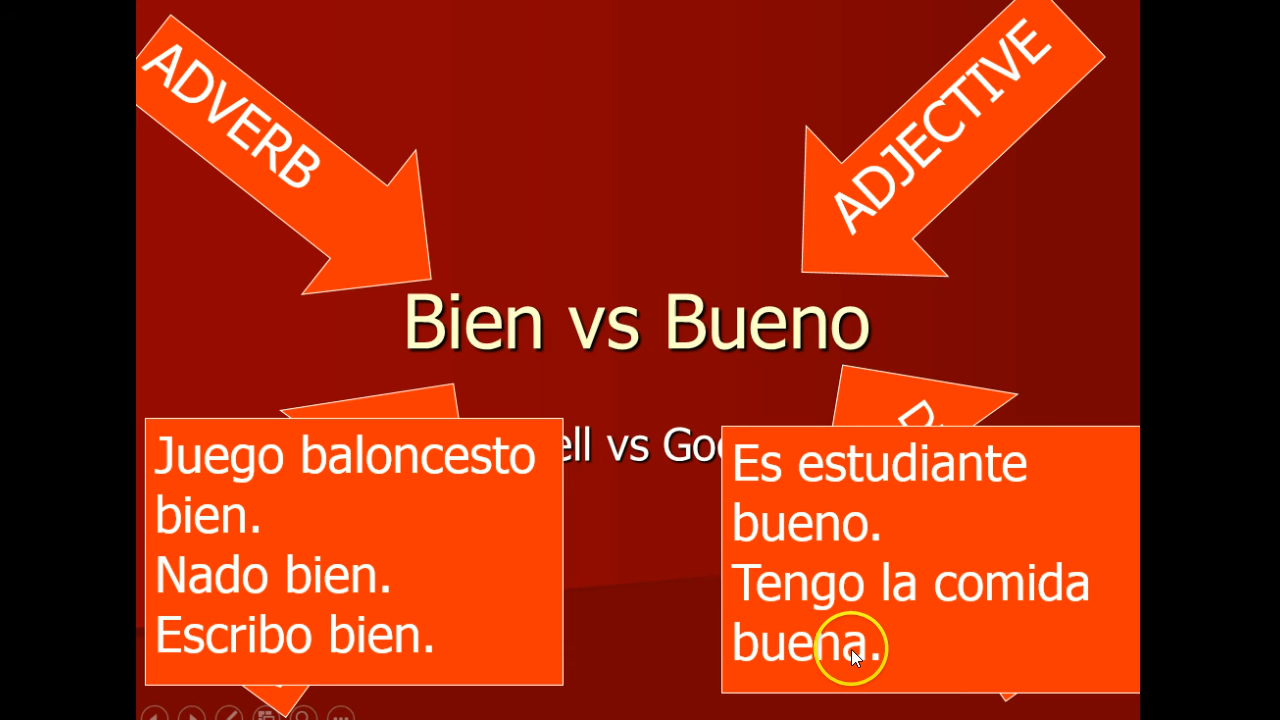 ADVERB
ADJECTIVE
Bien vs Bueno
vs
Juego baloncesto
bien.
Nado bien.
Escribo bien.
Es estudiante
bueno.
Tengo la comida
buena.